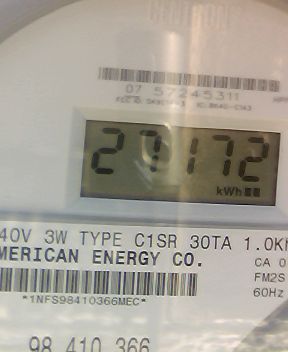 CENTRON
07 57245311
27172
kWh
40V 3W TYPE C1SR 30TA 1.0K
MERICAN ENERGY CO.
CA 0
FM2S
*1NFS98410366MEC*
60Hz
98 410 366